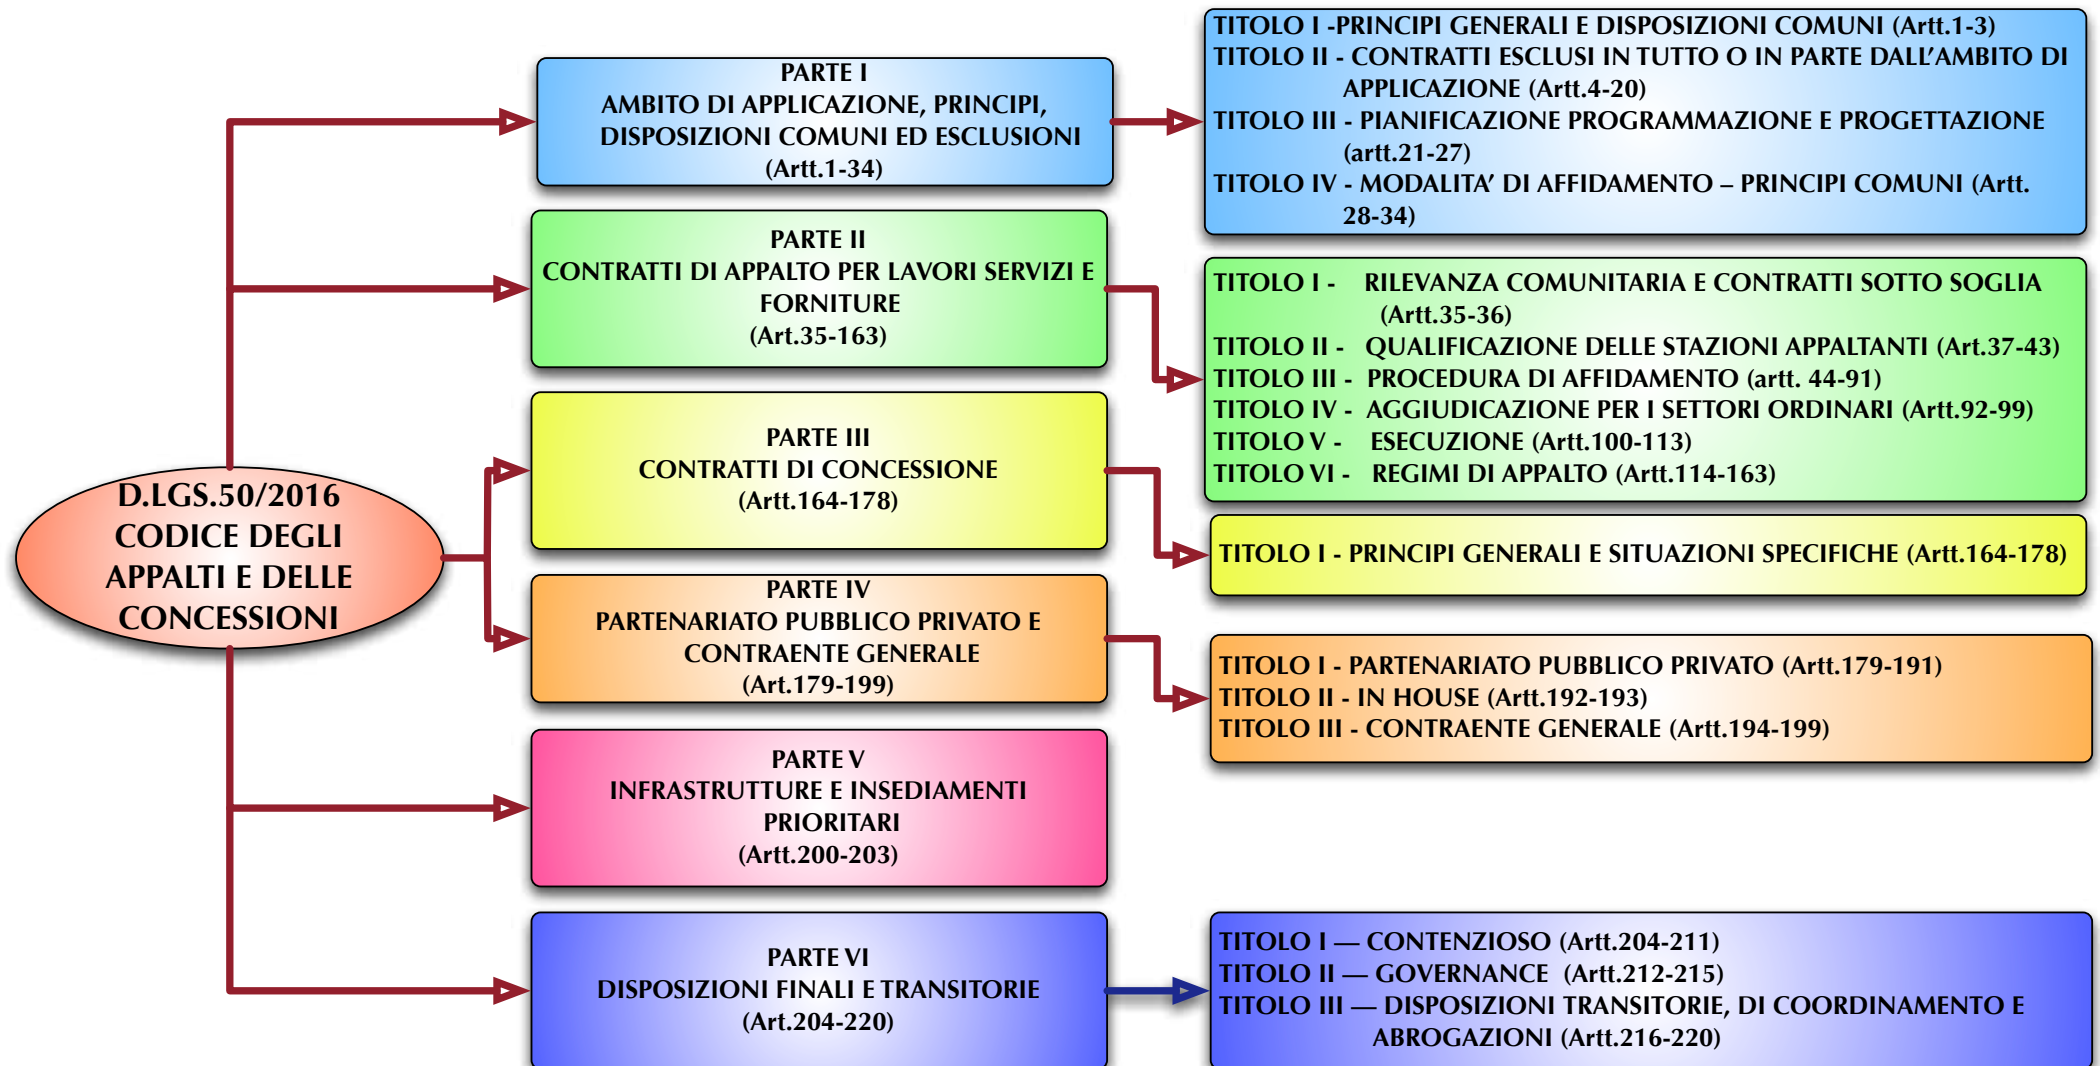 D.LGS.50/2016
CODICE DEGLI
APPALTI E DELLE
CONCESSIONI
PARTE I
AMBITO DI APPLICAZIONE, PRINCIPI,
DISPOSIZIONI COMUNI ED ESCLUSIONI
(Artt.1-34)
TITOLO I -PRINCIPI GENERALI E DISPOSIZIONI COMUNI (Artt.1-3)
TITOLO II - CONTRATTI ESCLUSI IN TUTTO O IN PARTE DALL’AMBITO DI
APPLICAZIONE (Artt.4-20)
TITOLO III - PIANIFICAZIONE PROGRAMMAZIONE E PROGETTAZIONE
(artt.21-27)
TITOLO IV - MODALITA’ DI AFFIDAMENTO – PRINCIPI COMUNI (Artt.
28-34)
PARTE II
CONTRATTI DI APPALTO PER LAVORI SERVIZI E
FORNITURE
(Art.35-163)
TITOLO I - RILEVANZA COMUNITARIA E CONTRATTI SOTTO SOGLIA
(Artt.35-36)
TITOLO II - QUALIFICAZIONE DELLE STAZIONI APPALTANTI (Art.37-43)
TITOLO III - PROCEDURA DI AFFIDAMENTO (artt. 44-91)
TITOLO IV - AGGIUDICAZIONE PER I SETTORI ORDINARI (Artt.92-99)
TITOLO V - ESECUZIONE (Artt.100-113)
TITOLO VI - REGIMI DI APPALTO (Artt.114-163)
PARTE III
CONTRATTI DI CONCESSIONE
(Artt.164-178)
TITOLO I - PRINCIPI GENERALI E SITUAZIONI SPECIFICHE (Artt.164-178)
PARTE IV
PARTENARIATO PUBBLICO PRIVATO E
CONTRAENTE GENERALE
(Art.179-199)
TITOLO I - PARTENARIATO PUBBLICO PRIVATO (Artt.179-191)
TITOLO II - IN HOUSE (Artt.192-193)
TITOLO III - CONTRAENTE GENERALE (Artt.194-199)
PARTE V
INFRASTRUTTURE E INSEDIAMENTI
PRIORITARI
(Artt.200-203)
PARTE VI
DISPOSIZIONI FINALI E TRANSITORIE
(Art.204-220)
TITOLO I — CONTENZIOSO (Artt.204-211)
TITOLO II — GOVERNANCE (Artt.212-215)
TITOLO III — DISPOSIZIONI TRANSITORIE, DI COORDINAMENTO E
ABROGAZIONI (Artt.216-220)